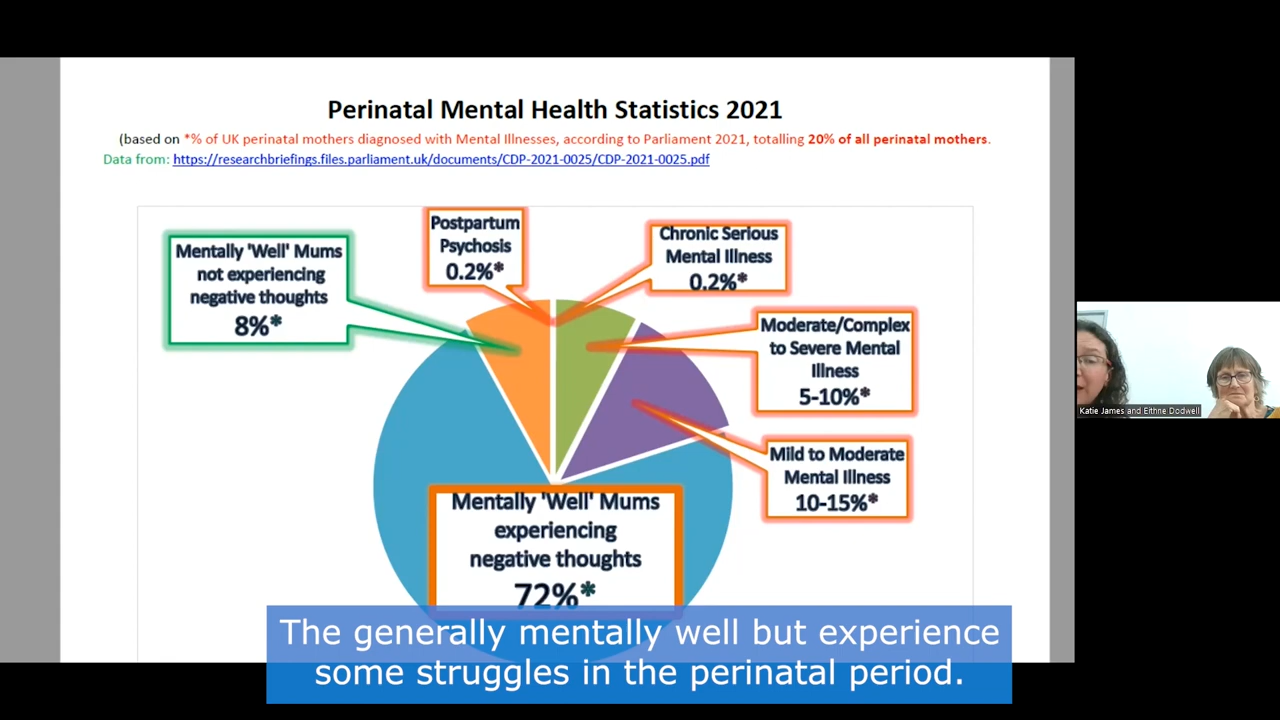 Perinatal Mental Health Statistics 2021
(based on *% of UK perinatal mothers diagnosed with Mental Illnesses, according to Parliament 2021, totalling 20% of all perinatal mothers.
Data from: https://researchbriefings.files.parliament.uk/documents/CDP-2021-0025/CDP-2021-0025.pdf
Mentally 'Well' Mums
not experiencing
negative thoughts
8%*
Postpartum
Psychosis
0.2%*
Chronic Serious
Mental Illness
0.2%*
Moderate/Complex
to Severe Mental
Illness
5-10%*
Mild to Moderate
Mental Illness
10-15%*
Mentally 'Well' Mums
experiencing
negative thoughts
72%*
Katie James and Eithne Dodwell
The generally mentally well but experience
some struggles in the perinatal period.